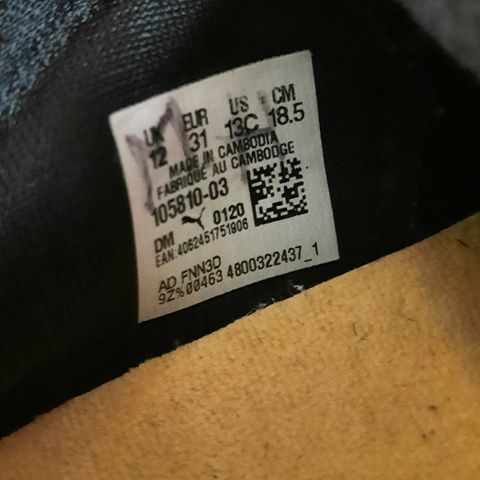 UK EUR US CM
12 31 13C 18.5
MADE IN CAMBODIA
FABRIQUÉ AU CAMBODGE
105810-03
DM 0120
EAN:4062451751906
AD FNN3D
9Z%00463 4800322437_1